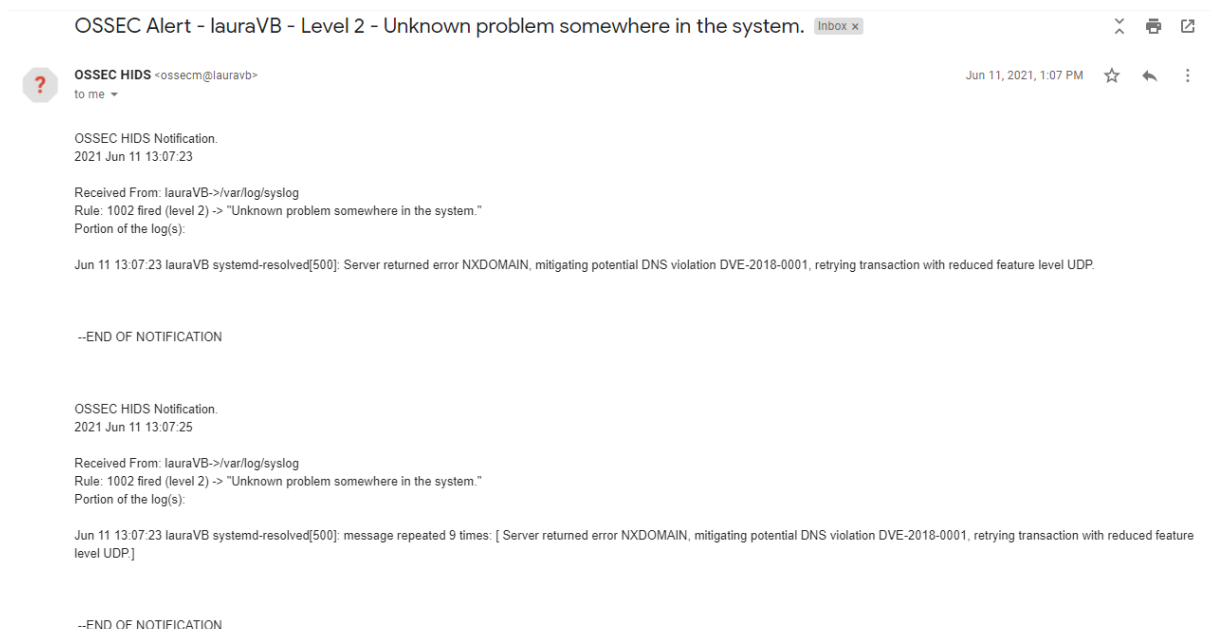 OSSEC Alert - lauraVB - Level 2 - Unknown problem somewhere in the system. Inbox x
OSSEC HIDS <ossecm@lauravb> Jun 11, 2021, 1:07 PM
?
to me
OSSEC HIDS Notification.
2021 Jun 11 13:07:23
Received From: lauraVB->/var/log/syslog
Rule: 1002 fired (level 2) -> "Unknown problem somewhere in the system."
Portion of the log(s):
Jun 11 13:07:23 lauraVB systemd-resolved[500]: Server returned error NXDOMAIN, mitigating potential DNS violation DVE-2018-0001, retrying transaction with reduced feature level UDP.
--END OF NOTIFICATION
OSSEC HIDS Notification.
2021 Jun 11 13:07:25
Received From: lauraVB->/var/log/syslog
Rule: 1002 fired (level 2) -> "Unknown problem somewhere in the system."
Portion of the log(s):
Jun 11 13:07:23 lauraVB systemd-resolved[500]: message repeated 9 times: [ Server returned error NXDOMAIN, mitigating potential DNS violation DVE-2018-0001, retrying transaction with reduced feature
level UDP.]
--END OF NOTIFICATION